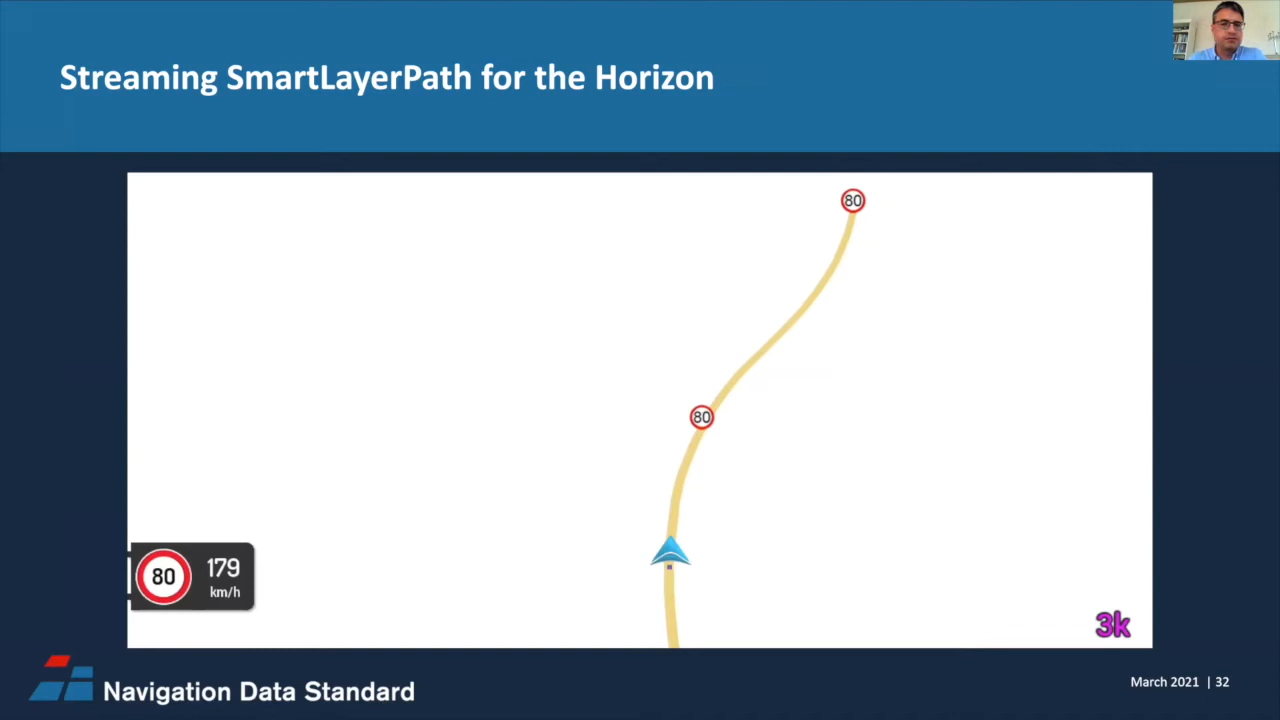 Streaming SmartLayerPath for the Horizon
80
80
80
179
km/h
3k
Navigation Data Standard
March 2021 | 32